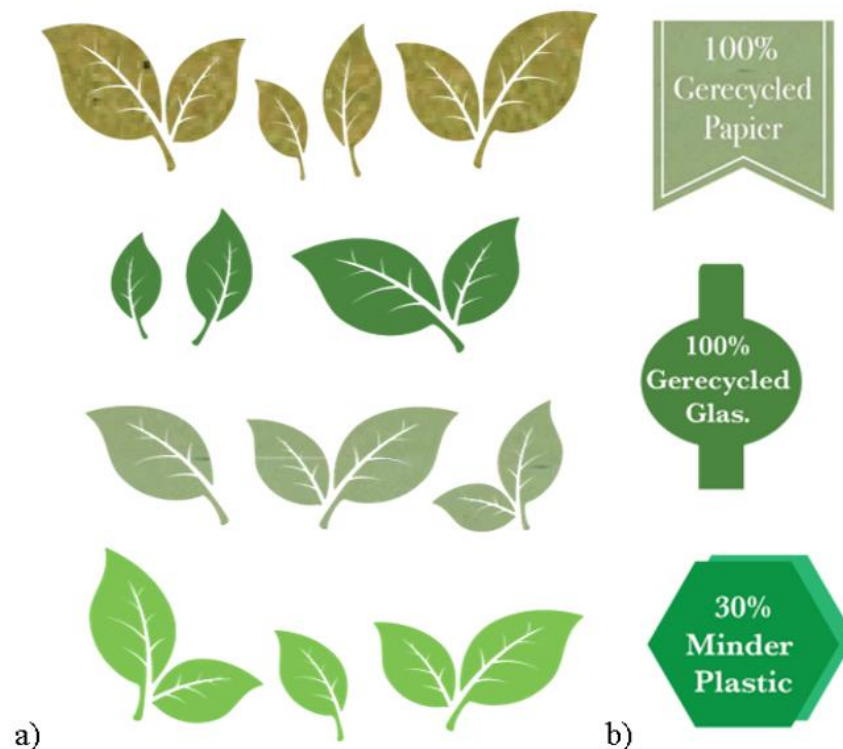 100%
Gerecycled
Papier
100%
Gerecycled
Glas.
30%
Minder
Plastic
a)
b)